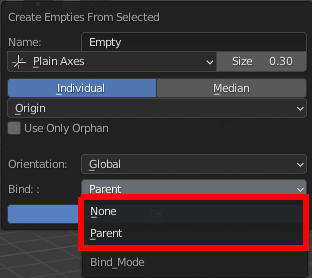 Create Empties From Selected
Name: Empty
Plain Axes Size 0.30
Individual Median
Origin
Use Only Orphan
Orientation: Global
Bind: : Parent
None
Parent
Bind_Mode